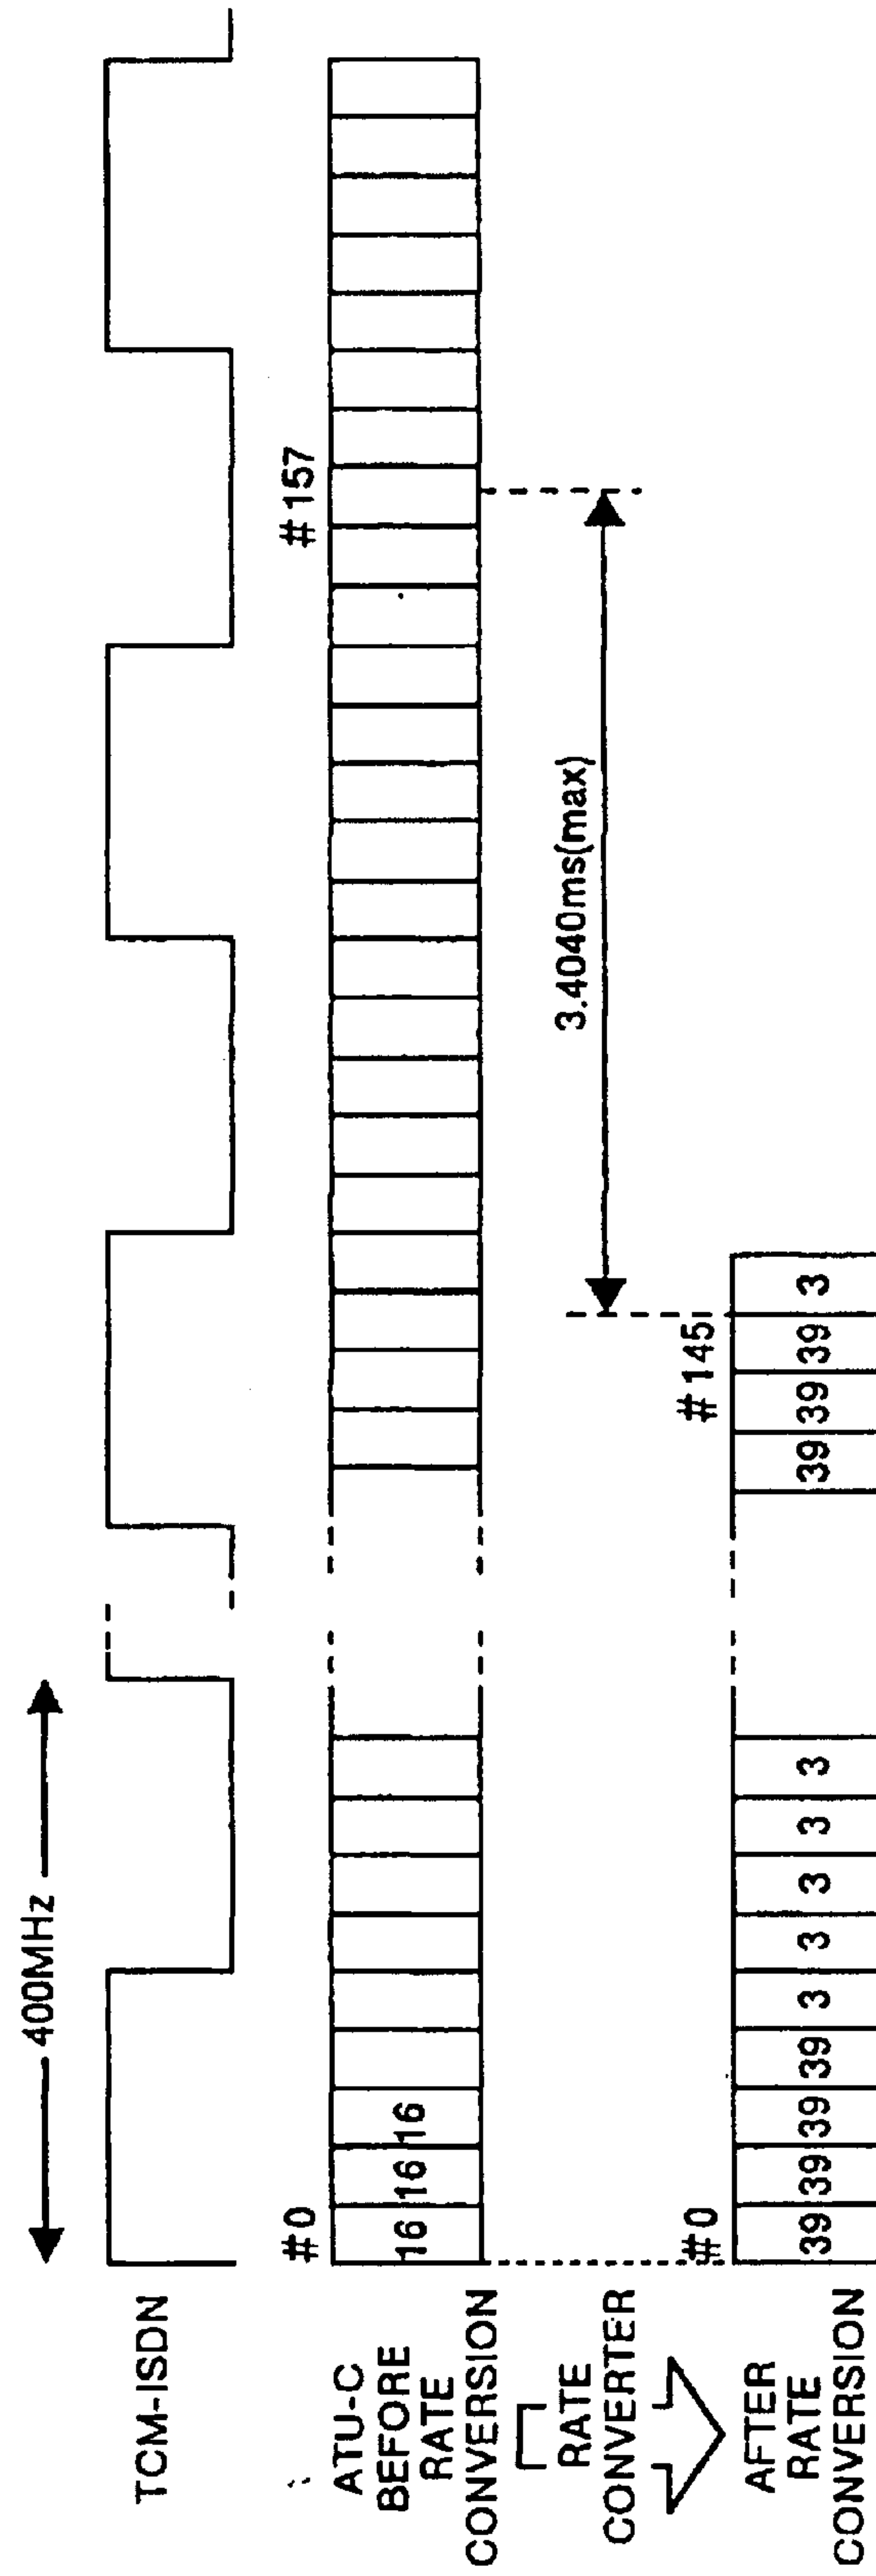 400MHz
TCM-ISDN
#0
#157
ATU-C
BEFORE
RATE
CONVERSION
16 16 16
3.4040ms(max)
RATE
CONVERTER
#0
#145
AFTER
RATE
CONVERSION
39 39 39 39 3 3 3 3 3
39 39 39 3